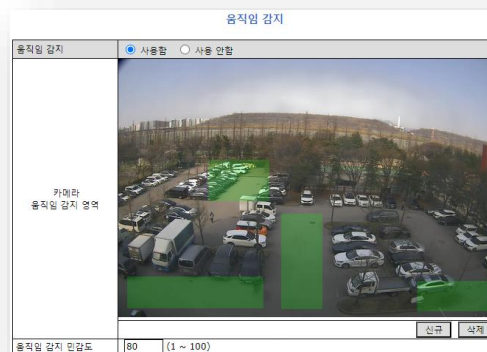 움직임 감지
움직임 감지 사용함 사용 안함
카메라
움직임 감지 영역
신규 삭제
움직임 감지 민감도 80 (1 ~ 100)